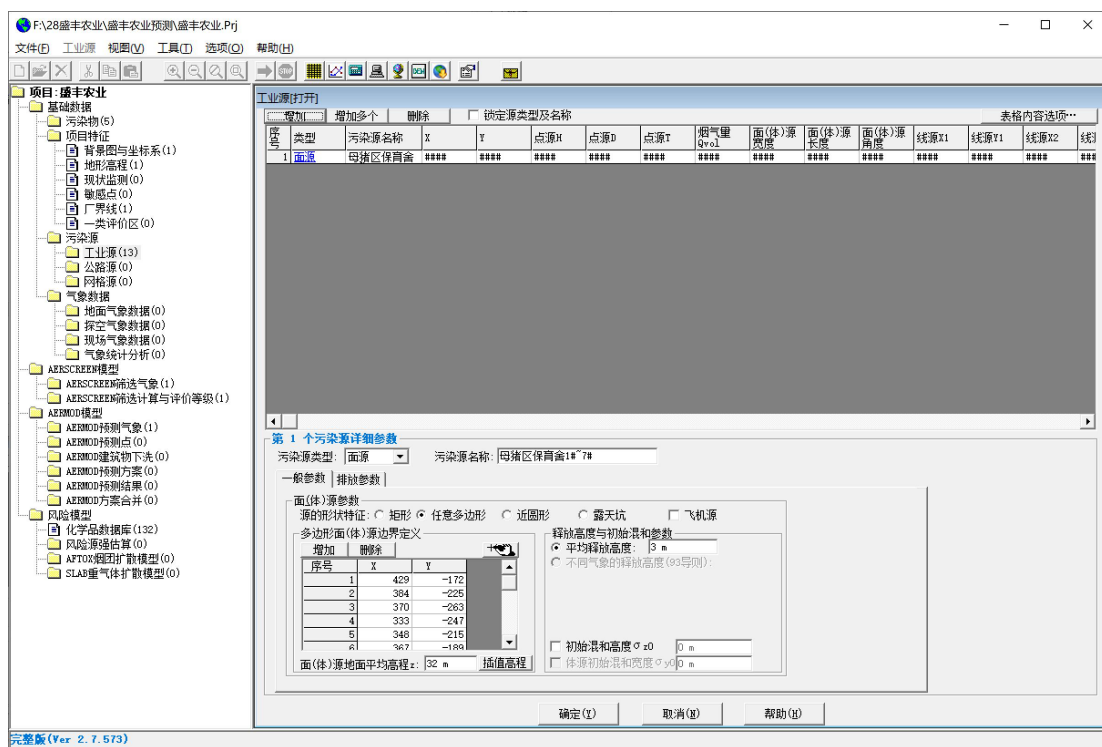 F:\28盛丰农业\盛丰农业预测\盛丰农业.Prj
文件(F) 工业源 视图(V) 工具(T) 选项(O) 帮助(H)
项目:盛丰农业
基础数据
污染物(5)
项目特征
背景图与坐标系(1)
地形高程(1)
现状监测(0)
敏感点(0)
厂界线(1)
一类评价区(0)
污染源
工业源(13)
公路源(0)
网格源(0)
气象数据
地面气象数据(0)
探空气象数据(0)
现场气象数据(0)
气象统计分析(0)
AERSCREEN模型
AERSCREEN筛选气象(1)
AERSCREEN筛选计算与评价等级(1)
AERMOD模型
AERMOD预测气象(1)
AERMOD预测点(0)
AERMOD建筑物下洗(0)
AERMOD预测方案(0)
AERMOD预测结果(0)
AERMOD方案合并(0)
风险模型
化学品数据库(132)
风险源强估算(0)
AFTOX烟团扩散模型(0)
SLAB重气体扩散模型(0)
工业源[打开]
增加 增加多个 删除 锁定源类型及名称 表格内容选项…
序号 类型 污染源名称 X Y 点源H 点源D 点源T 烟气量Qvol 面(体)源宽度 面(体)源长度 面(体)源角度 线源X1 线源Y1 线源X2
1 面源 母猪区保育舍 #### #### #### #### #### #### #### #### #### #### #### #### ###
第 1 个污染源详细参数
污染源类型: 面源 污染源名称: 母猪区保育舍1#~7#
一般参数 排放参数
面(体)源参数
源的形状特征: 矩形 任意多边形 近圆形 露天坑 飞机源
多边形面(体)源边界定义 释放高度与初始混和参数
增加 删除 平均释放高度: 3 m
序号 X Y 不同气象的释放高度(93导则):
1 429 -172
2 384 -225
3 370 -263
4 333 -247
5 348 -215
6 367 -189
初始混和高度σz0 0 m
面(体)源地面平均高程z: 32 m 插值高程 体源初始混和宽度σy0 0 m
确定(Y) 取消(N) 帮助(H)
完整版(Ver 2.7.573)